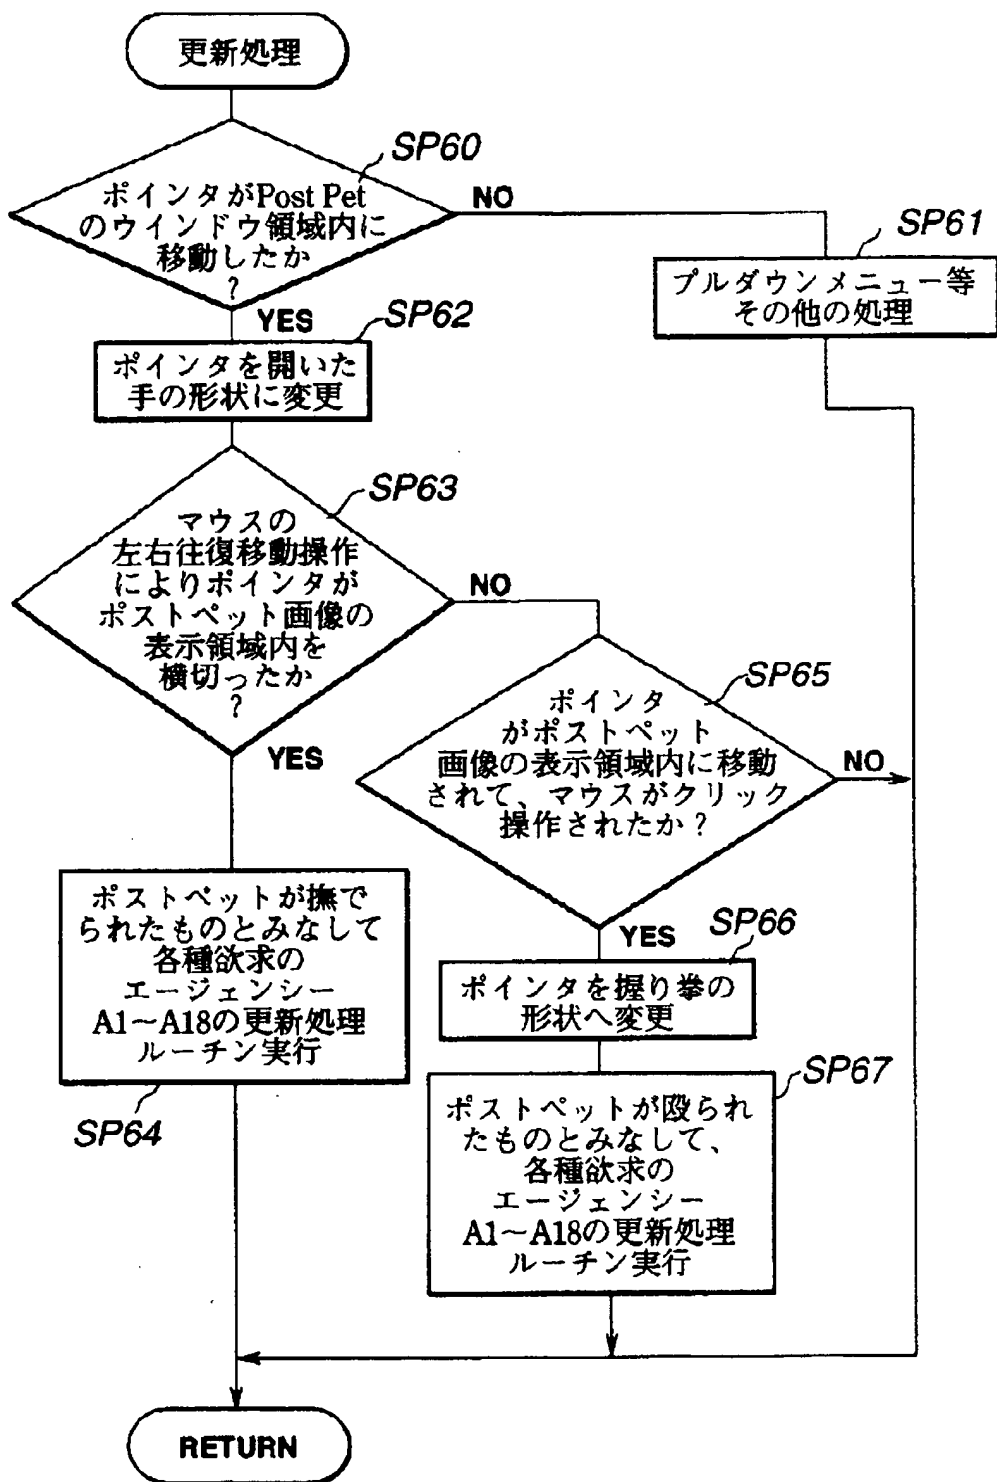 更新処理
SP60
ポインタがPost Pet
のウインドウ領域内に
移動したか
?
NO
YES
SP61
プルダウンメニュー等
その他の処理
SP62
ポインタを開いた
手の形状に変更
SP63
マウスの
左右往復移動操作
によりポインタが
ポストペット画像の
表示領域内を
横切ったか
?
NO
YES
SP65
ポインタ
がポストペット
画像の表示領域内に移動
されて、マウスがクリック
操作されたか?
NO
YES
ポストペットが撫で
られたものとみなして
各種欲求の
エージェンシー
A1~A18の更新処理
ルーチン実行
SP64
SP66
ポインタを握り拳の
形状へ変更
SP67
ポストペットが殴られ
たものとみなして、
各種欲求の
エージェンシー
A1~A18の更新処理
ルーチン実行
RETURN